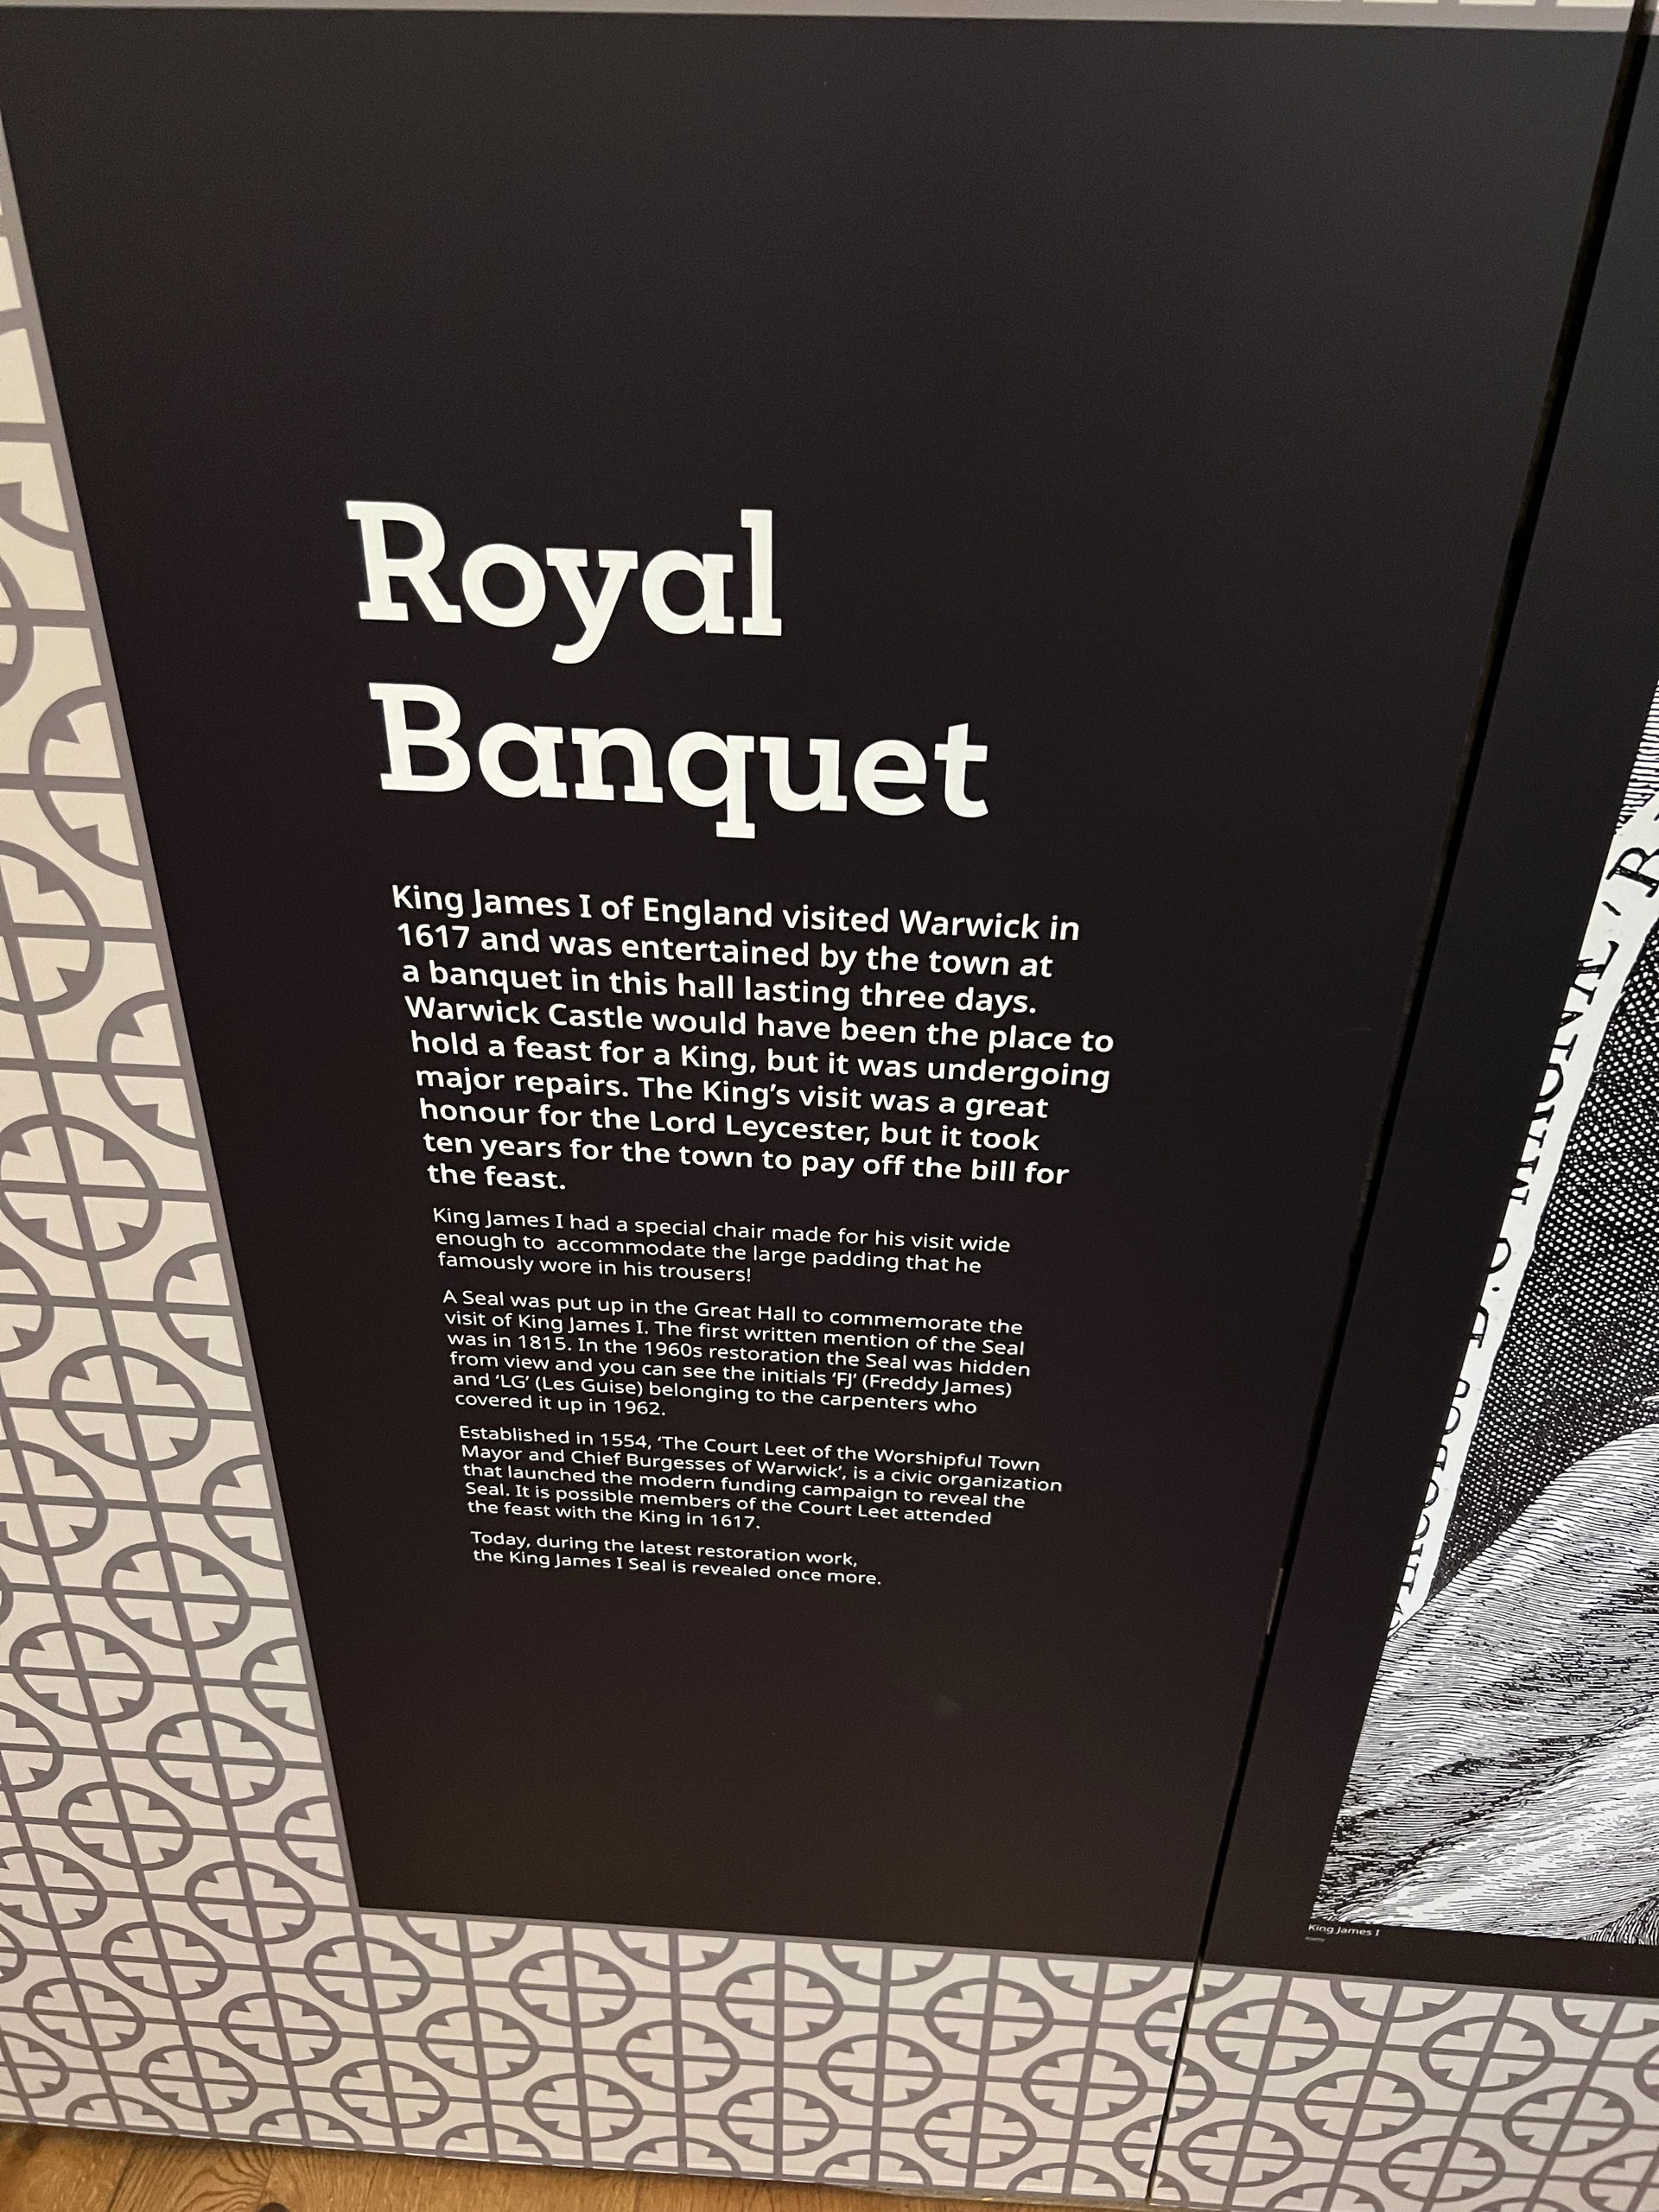 Royal
Banquet
King James I of England visited Warwick in
1617 and was entertained by the town at
a banquet in this hall lasting three days.
Warwick Castle would have been the place to
hold a feast for a King, but it was undergoing
major repairs. The King’s visit was a great
honour for the Lord Leycester, but it took
ten years for the town to pay off the bill for
the feast.
King James I had a special chair made for his visit wide
enough to  accommodate the large padding that he
famously wore in his trousers!
A Seal was put up in the Great Hall to commemorate the
visit of King James I. The first written mention of the Seal
was in 1815. In the 1960s restoration the Seal was hidden
from view and you can see the initials ‘FJ’ (Freddy James)
and ‘LG’ (Les Guise) belonging to the carpenters who
covered it up in 1962.
Established in 1554, ‘The Court Leet of the Worshipful Town
Mayor and Chief Burgesses of Warwick’, is a civic organization
that launched the modern funding campaign to reveal the
Seal. It is possible members of the Court Leet attended
the feast with the King in 1617.
Today, during the latest restoration work,
the King James I Seal is revealed once more.
King James I